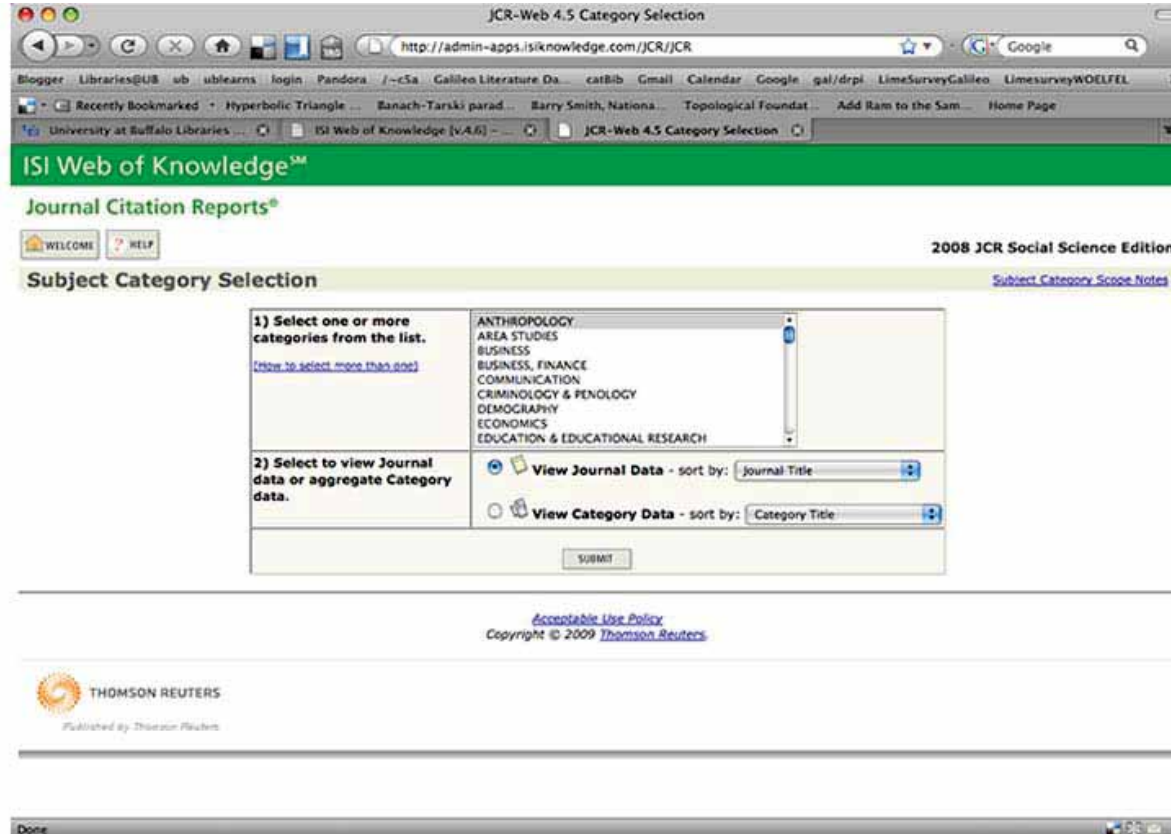 JCR-Web 4.5 Category Selection
http://admin-apps.isiknowledge.com/JCR/JCR
Google
Blogger Libraries@UB ub ublearns login Pandora /~c5a Galileo Literature Da... catBib Gmail Calendar Google gal/drpi LimeSurveyGalileo LimesurveyWOELFEL
Recently Bookmarked Hyperbolic Triangle ... Banach-Tarski parad... Barry Smith, Nationa... Topological Foundat... Add Ram to the Sam... Home Page
University at Buffalo Libraries ... ISI Web of Knowledge [v.4.6] – ... JCR-Web 4.5 Category Selection
ISI Web of Knowledge℠
Journal Citation Reports®
WELCOME ? HELP
2008 JCR Social Science Edition
Subject Category Selection
Subject Category Scope Notes
1) Select one or more
categories from the list.
[How to select more than one]
ANTHROPOLOGY
AREA STUDIES
BUSINESS
BUSINESS, FINANCE
COMMUNICATION
CRIMINOLOGY & PENOLOGY
DEMOGRAPHY
ECONOMICS
EDUCATION & EDUCATIONAL RESEARCH
2) Select to view Journal
data or aggregate Category
data.
View Journal Data - sort by: Journal Title
View Category Data - sort by: Category Title
SUBMIT
Acceptable Use Policy
Copyright © 2009 Thomson Reuters.
THOMSON REUTERS
Published by Thomson Reuters
Done